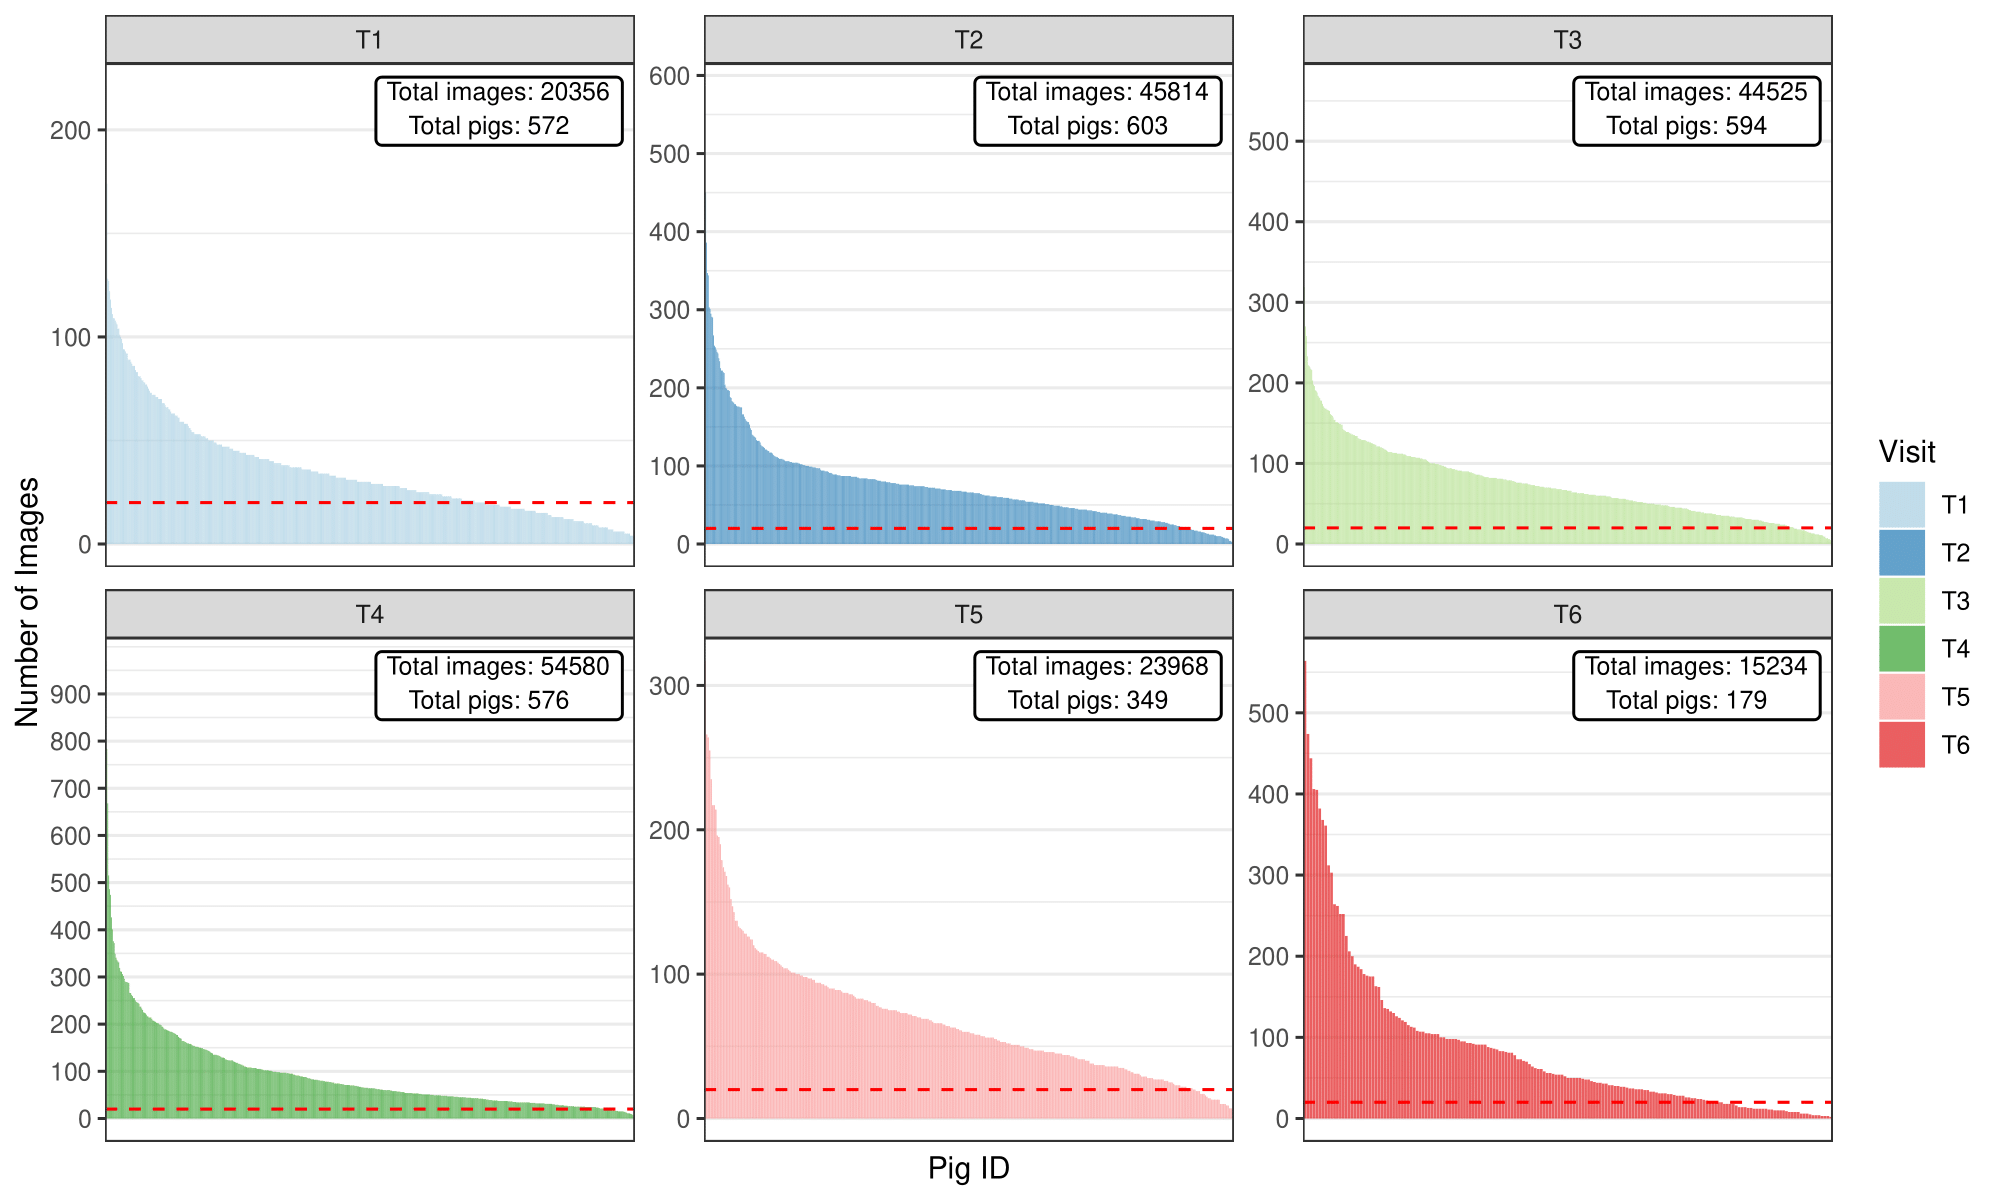 T1
T2
T3
Total images: 20356
Total pigs: 572
Total images: 45814
Total pigs: 603
Total images: 44525
Total pigs: 594
200
100
0
600
500
400
300
200
100
0
500
400
300
200
100
0
T4
T5
T6
Total images: 54580
Total pigs: 576
Total images: 23968
Total pigs: 349
Total images: 15234
Total pigs: 179
900
800
700
600
500
400
300
200
100
0
300
200
100
0
500
400
300
200
100
0
Number of Images
Pig ID
Visit
T1
T2
T3
T4
T5
T6